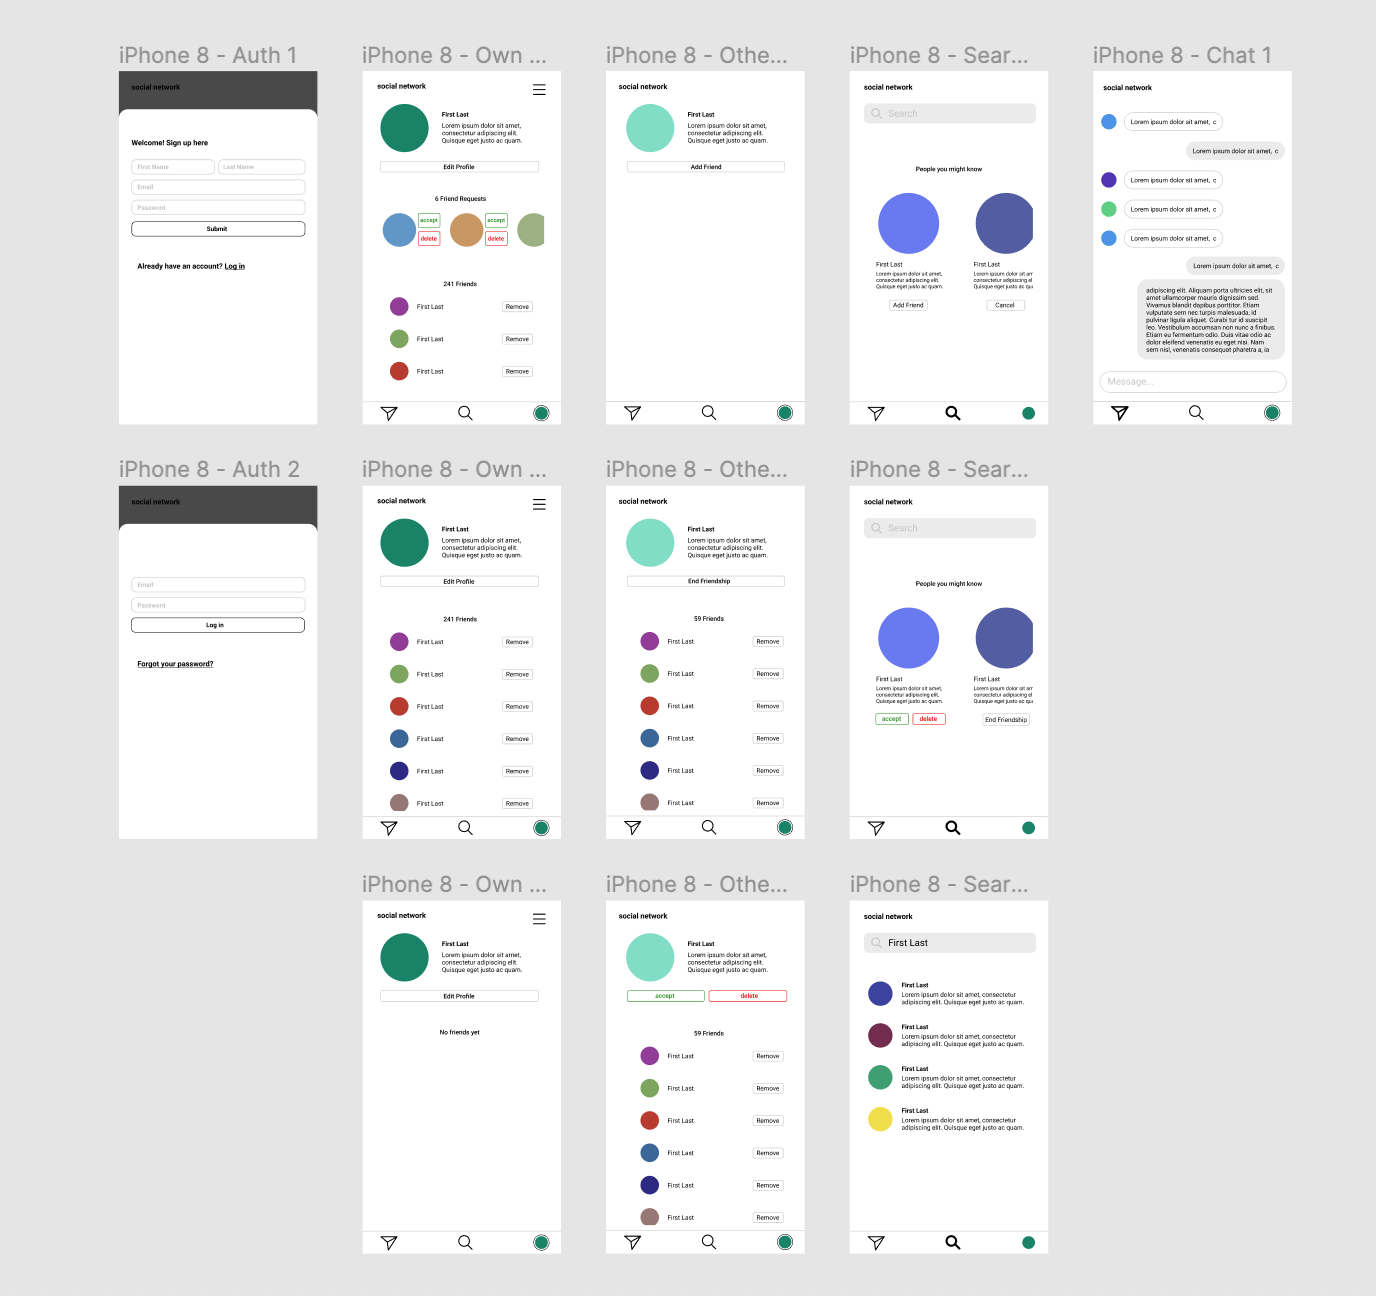 iPhone 8 - Auth 1
social network
Welcome! Sign up here
First Name
Last Name
Email
Password
Submit
Already have an account? Log in
iPhone 8 - Own ...
social network
First Last
Lorem ipsum dolor sit amet,
consectetur adipiscing elit.
Quisque eget justo ac quam.
Edit Profile
6 Friend Requests
accept
delete
accept
delete
241 Friends
First Last
Remove
First Last
Remove
First Last
Remove
iPhone 8 - Othe...
social network
First Last
Lorem ipsum dolor sit amet,
consectetur adipiscing elit.
Quisque eget justo ac quam.
Add Friend
iPhone 8 - Sear...
social network
Search
People you might know
First Last
Lorem ipsum dolor sit amet,
consectetur adipiscing elit.
Quisque eget justo ac quam.
Add Friend
First Last
Lorem ipsum dolor sit am
consectetur adipiscing el
Quisque eget justo ac qu
Cancel
iPhone 8 - Chat 1
social network
Lorem ipsum dolor sit amet, c
Lorem ipsum dolor sit amet, c
Lorem ipsum dolor sit amet, c
Lorem ipsum dolor sit amet, c
Lorem ipsum dolor sit amet, c
Lorem ipsum dolor sit amet, c
adipiscing elit. Aliquam porta ultricies elit, sit
amet ullamcorper mauris dignissim sed.
Vivamus blandit dapibus porttitor. Etiam
vulputate sem nec turpis malesuada, id
pulvinar ligula aliquet. Curabi tur id suscipit
leo. Vestibulum accumsan non nunc a finibus.
Etiam eu fermentum odio. Duis vitae odio ac
dolor eleifend venenatis eu eget nisi. Nam
sem nisl, venenatis consequat pharetra a, ia
Message...
iPhone 8 - Auth 2
social network
Email
Password
Log in
Forgot your password?
iPhone 8 - Own ...
social network
First Last
Lorem ipsum dolor sit amet,
consectetur adipiscing elit.
Quisque eget justo ac quam.
Edit Profile
241 Friends
First Last
Remove
First Last
Remove
First Last
Remove
First Last
Remove
First Last
Remove
First Last
Remove
iPhone 8 - Othe...
social network
First Last
Lorem ipsum dolor sit amet,
consectetur adipiscing elit.
Quisque eget justo ac quam.
End Friendship
59 Friends
First Last
Remove
First Last
Remove
First Last
Remove
First Last
Remove
First Last
Remove
First Last
Remove
iPhone 8 - Sear...
social network
Search
People you might know
First Last
Lorem ipsum dolor sit amet,
consectetur adipiscing elit.
Quisque eget justo ac quam.
accept
delete
First Last
Lorem ipsum dolor sit am
consectetur adipiscing el
Quisque eget justo ac qu
End Friendship
iPhone 8 - Own ...
social network
First Last
Lorem ipsum dolor sit amet,
consectetur adipiscing elit.
Quisque eget justo ac quam.
Edit Profile
No friends yet
iPhone 8 - Othe...
social network
First Last
Lorem ipsum dolor sit amet,
consectetur adipiscing elit.
Quisque eget justo ac quam.
accept
delete
59 Friends
First Last
Remove
First Last
Remove
First Last
Remove
First Last
Remove
First Last
Remove
First Last
Remove
iPhone 8 - Sear...
social network
First Last
First Last
Lorem ipsum dolor sit amet, consectetur
adipiscing elit. Quisque eget justo ac quam.
First Last
Lorem ipsum dolor sit amet, consectetur
adipiscing elit. Quisque eget justo ac quam.
First Last
Lorem ipsum dolor sit amet, consectetur
adipiscing elit. Quisque eget justo ac quam.
First Last
Lorem ipsum dolor sit amet, consectetur
adipiscing elit. Quisque eget justo ac quam.